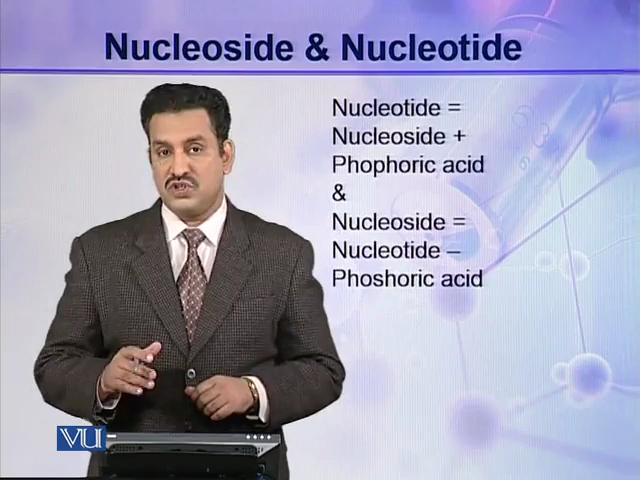 Nucleoside & Nucleotide
Nucleotide =
Nucleoside +
Phophoric acid
&
Nucleoside =
Nucleotide –
Phoshoric acid
VU